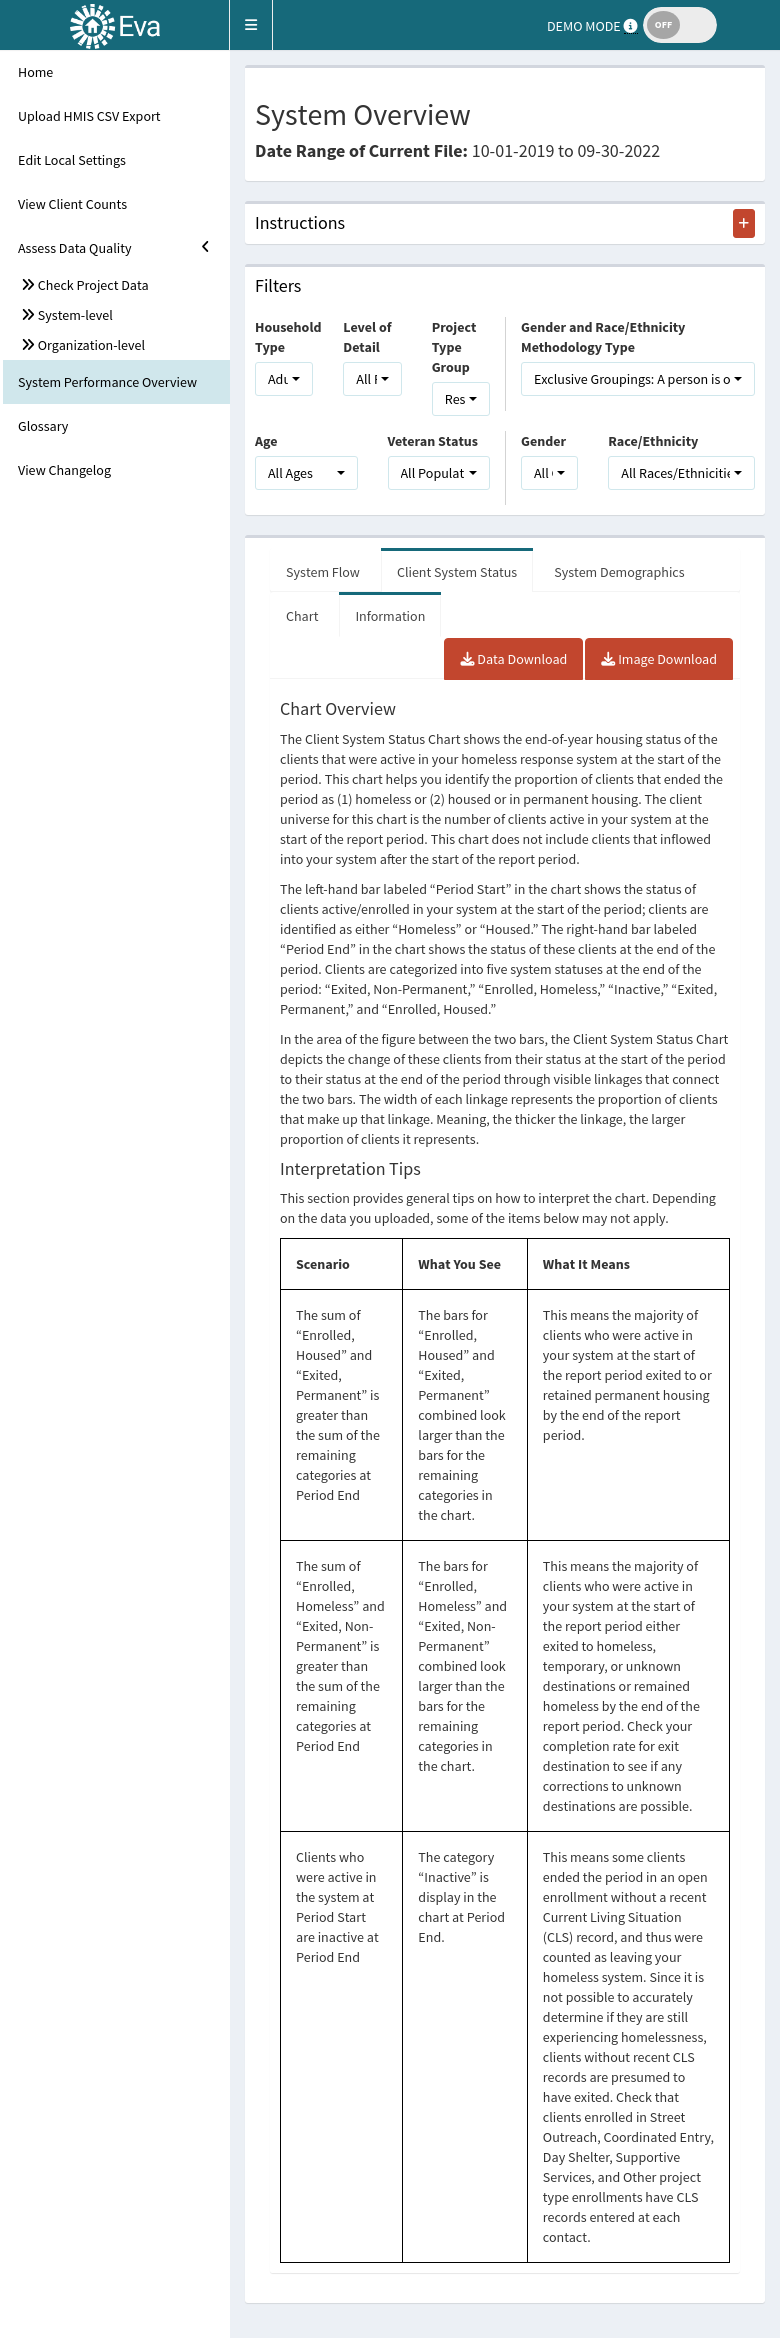 Eva
DEMO MODE
OFF
Home
Upload HMIS CSV Export
Edit Local Settings
View Client Counts
Assess Data Quality
Check Project Data
System-level
Organization-level
System Performance Overview
Glossary
View Changelog
System Overview
Date Range of Current File: 10-01-2019 to 09-30-2022
Instructions
+
Filters
Household
Type
Level of
Detail
Project
Type
Group
Gender and Race/Ethnicity
Methodology Type
Adu
All
Res
Exclusive Groupings: A person is o
Age
Veteran Status
Gender
Race/Ethnicity
All Ages
All Populat
All
All Races/Ethnicitie
System Flow
Client System Status
System Demographics
Chart
Information
Data Download
Image Download
Chart Overview
The Client System Status Chart shows the end-of-year housing status of the
clients that were active in your homeless response system at the start of the
period. This chart helps you identify the proportion of clients that ended the
period as (1) homeless or (2) housed or in permanent housing. The client
universe for this chart is the number of clients active in your system at the
start of the report period. This chart does not include clients that inflowed
into your system after the start of the report period.
The left-hand bar labeled “Period Start” in the chart shows the status of
clients active/enrolled in your system at the start of the period; clients are
identified as either “Homeless” or “Housed.” The right-hand bar labeled
“Period End” in the chart shows the status of these clients at the end of the
period. Clients are categorized into five system statuses at the end of the
period: “Exited, Non-Permanent,” “Enrolled, Homeless,” “Inactive,” “Exited,
Permanent,” and “Enrolled, Housed.”
In the area of the figure between the two bars, the Client System Status Chart
depicts the change of these clients from their status at the start of the period
to their status at the end of the period through visible linkages that connect
the two bars. The width of each linkage represents the proportion of clients
that make up that linkage. Meaning, the thicker the linkage, the larger
proportion of clients it represents.
Interpretation Tips
This section provides general tips on how to interpret the chart. Depending
on the data you uploaded, some of the items below may not apply.
Scenario
What You See
What It Means
The sum of
“Enrolled,
Housed” and
“Exited,
Permanent” is
greater than
the sum of the
remaining
categories at
Period End
The bars for
“Enrolled,
Housed” and
“Exited,
Permanent”
combined look
larger than the
bars for the
remaining
categories in
the chart.
This means the majority of
clients who were active in
your system at the start of
the report period exited to or
retained permanent housing
by the end of the report
period.
The sum of
“Enrolled,
Homeless” and
“Exited, Non-
Permanent” is
greater than
the sum of the
remaining
categories at
Period End
The bars for
“Enrolled,
Homeless” and
“Exited, Non-
Permanent”
combined look
larger than the
bars for the
remaining
categories in
the chart.
This means the majority of
clients who were active in
your system at the start of
the report period either
exited to homeless,
temporary, or unknown
destinations or remained
homeless by the end of the
report period. Check your
completion rate for exit
destination to see if any
corrections to unknown
destinations are possible.
Clients who
were active in
the system at
Period Start
are inactive at
Period End
The category
“Inactive” is
display in the
chart at Period
End.
This means some clients
ended the period in an open
enrollment without a recent
Current Living Situation
(CLS) record, and thus were
counted as leaving your
homeless system. Since it is
not possible to accurately
determine if they are still
experiencing homelessness,
clients without recent CLS
records are presumed to
have exited. Check that
clients enrolled in Street
Outreach, Coordinated Entry,
Day Shelter, Supportive
Services, and Other project
type enrollments have CLS
records entered at each
contact.